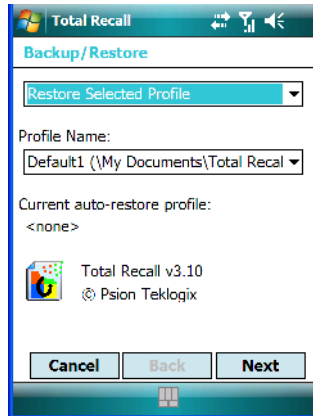 Total Recall
Backup/Restore
Restore Selected Profile
Profile Name:
Default1 (\My Documents\Total Recal
Current auto-restore profile:
<none>
Total Recall v3.10
© Psion Teklogix
Cancel Back Next